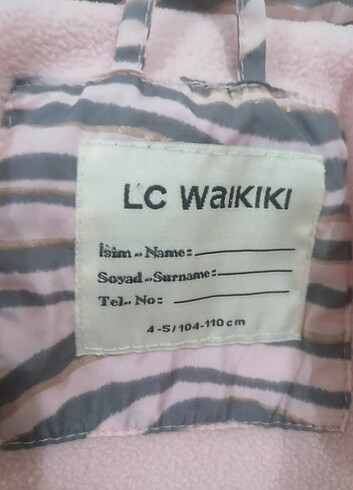 LC WAIKIKI
İsim - Name:
Soyad - Surname:
Tel - No:
4-5/104-110 cm